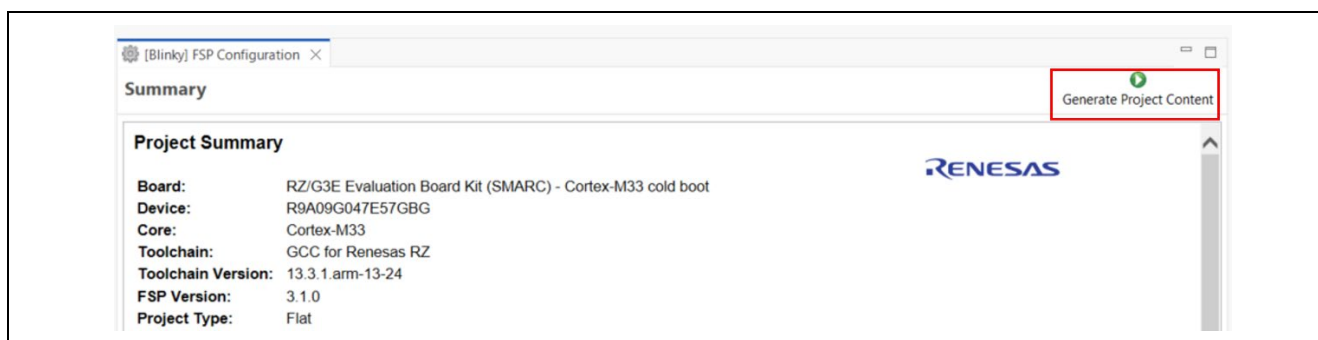 [Blinky] FSP Configuration
Summary
Generate Project Content
Project Summary
RENESAS
Board: RZ/G3E Evaluation Board Kit (SMARC) - Cortex-M33 cold boot
Device: R9A09G047E57GBG
Core: Cortex-M33
Toolchain: GCC for Renesas RZ
Toolchain Version: 13.3.1.arm-13-24
FSP Version: 3.1.0
Project Type: Flat